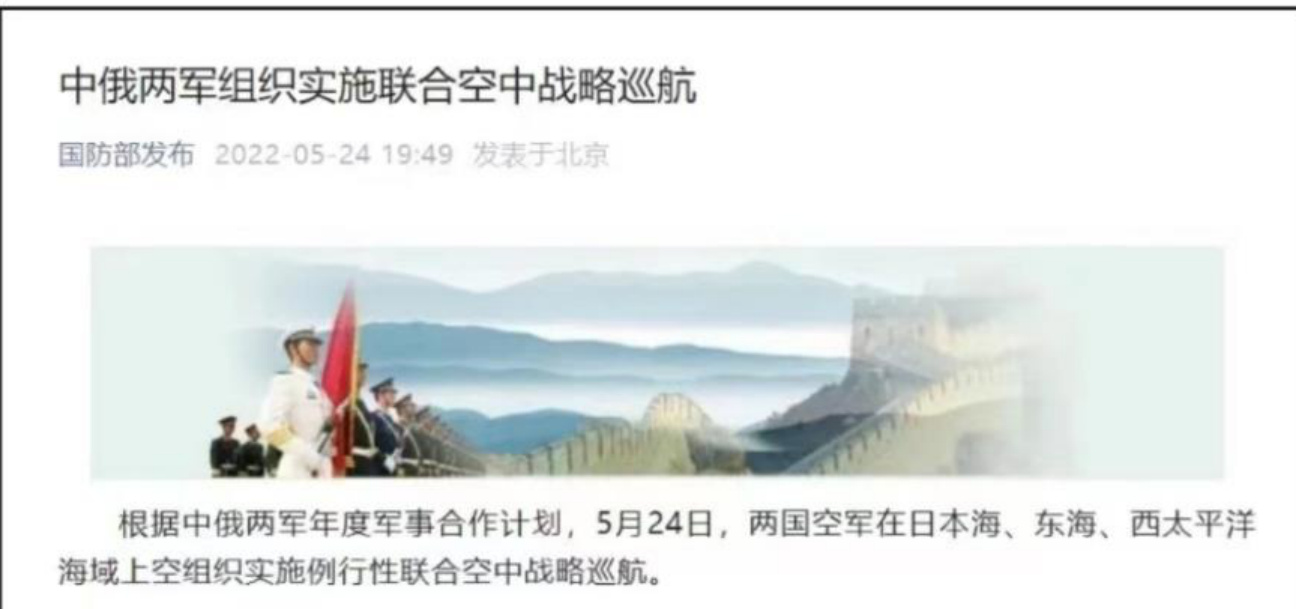 中俄两军组织实施联合空中战略巡航
国防部发布 2022-05-24 19:49 发表于北京
根据中俄两军年度军事合作计划，5月24日，两国空军在日本海、东海、西太平洋
海域上空组织实施例行性联合空中战略巡航。